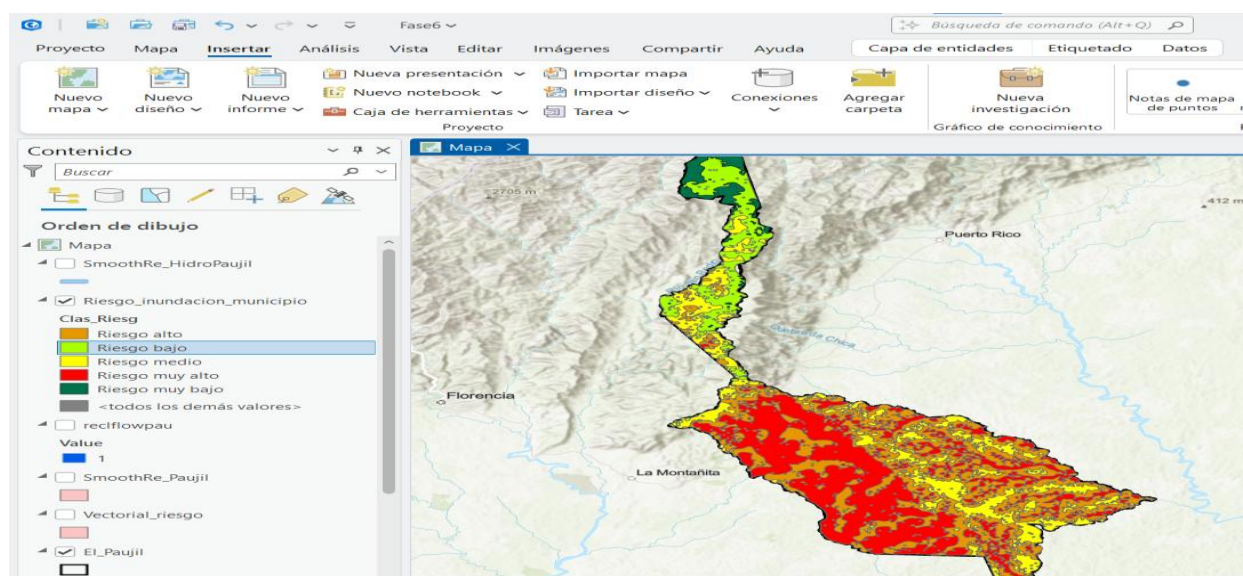 Fase6
Búsqueda de comando (Alt+Q)
Proyecto Mapa Insertar Análisis Vista Editar Imágenes Compartir Ayuda Capa de entidades Etiquetado Datos
Nuevo mapa
Nuevo diseño
Nuevo informe
Nueva presentación
Nuevo notebook
Caja de herramientas
Importar mapa
Importar diseño
Tarea
Proyecto
Conexiones
Agregar carpeta
Nueva investigación
Gráfico de conocimiento
Notas de mapa de puntos
Contenido
Buscar
Orden de dibujo
Mapa
SmoothRe_HidroPaujil
Riesgo_inundacion_municipio
Clas_Riesg
Riesgo alto
Riesgo bajo
Riesgo medio
Riesgo muy alto
Riesgo muy bajo
<todos los demás valores>
reclflowpau
Value
1
SmoothRe_Paujil
Vectorial_riesgo
El_Paujil
Mapa
2705 m
412 m
Puerto Rico
Chica
Florencia
La Montañita